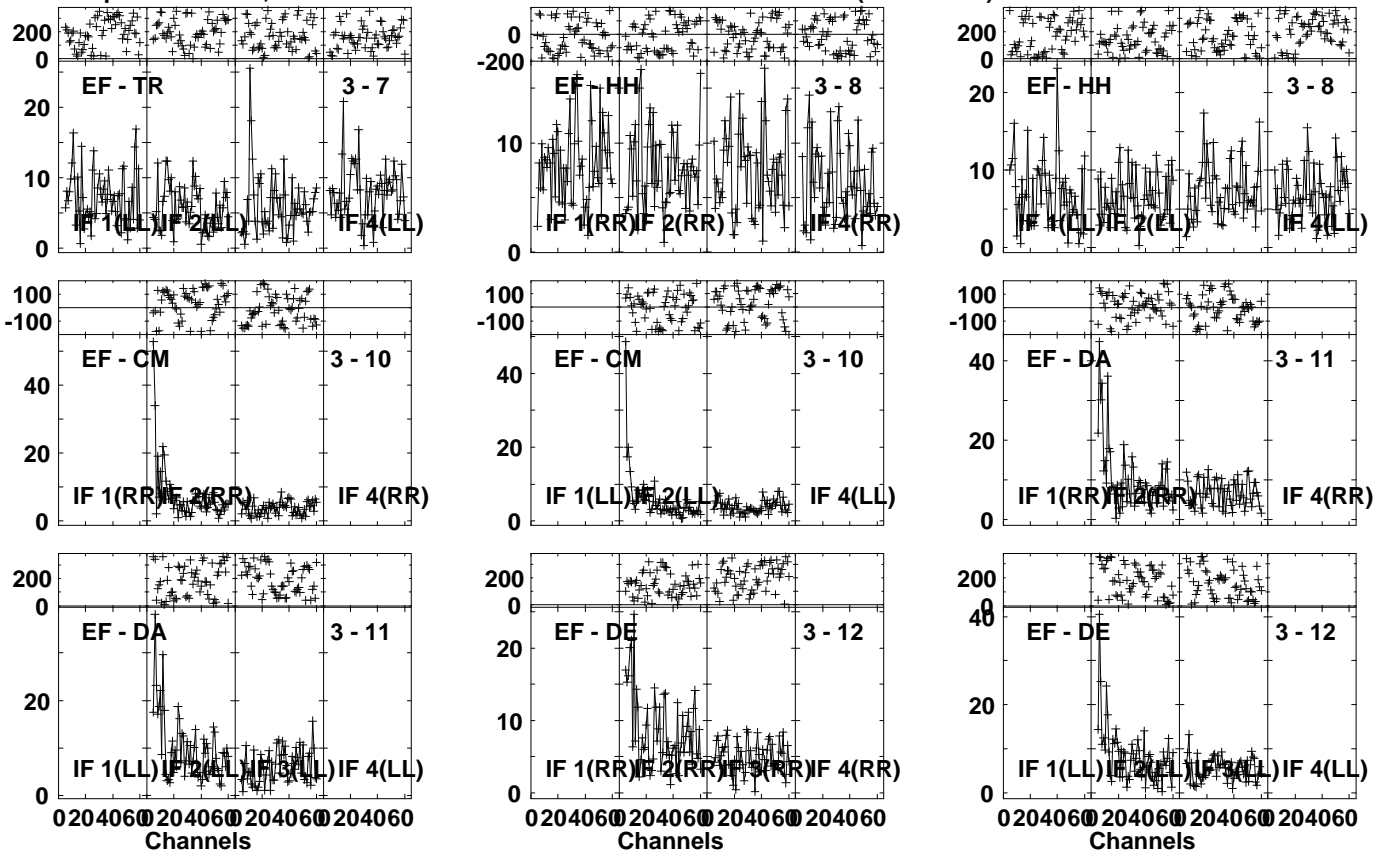 200
0
EF - TR
3 - 7
20
10
0
IF 1(LL)
IF 2(LL)
IF 4(LL)
0
-200
EF - HH
3 - 8
10
0
IF 1(RR)
IF 2(RR)
IF 4(RR)
200
0
EF - HH
3 - 8
20
10
0
IF 1(LL)
IF 2(LL)
IF 4(LL)
100
-100
EF - CM
3 - 10
40
20
0
IF 1(RR)
IF 2(RR)
IF 4(RR)
100
-100
EF - CM
3 - 10
40
20
0
IF 1(LL)
IF 2(LL)
IF 4(LL)
100
-100
EF - DA
3 - 11
40
20
0
IF 1(RR)
IF 2(RR)
IF 4(RR)
200
0
EF - DA
3 - 11
20
0
IF 1(LL)
IF 2(LL)
IF 3(LL)
IF 4(LL)
0 20 40 60 0 20 40 60 0 20 40 60 0 20 40 60
Channels
200
0
EF - DE
3 - 12
20
10
0
IF 1(RR)
IF 2(RR)
IF 3(RR)
IF 4(RR)
0 20 40 60 0 20 40 60 0 20 40 60 0 20 40 60
Channels
200
0
EF - DE
3 - 12
40
20
0
IF 1(LL)
IF 2(LL)
IF 3(LL)
IF 4(LL)
0 20 40 60 0 20 40 60 0 20 40 60 0 20 40 60
Channels